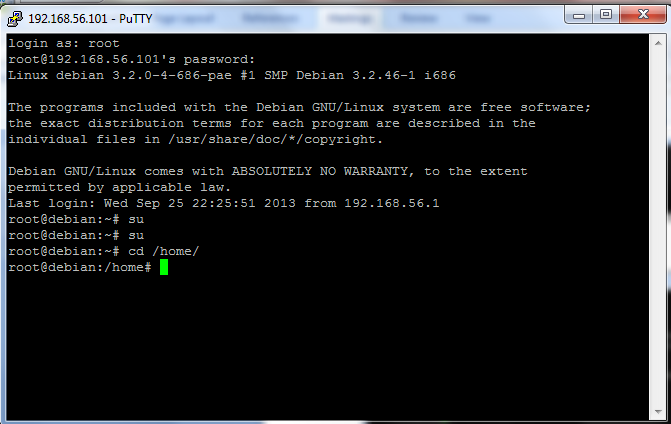 192.168.56.101 - PuTTY
login as: root
root@192.168.56.101's password:
Linux debian 3.2.0-4-686-pae #1 SMP Debian 3.2.46-1 i686
The programs included with the Debian GNU/Linux system are free software;
the exact distribution terms for each program are described in the
individual files in /usr/share/doc/*/copyright.
Debian GNU/Linux comes with ABSOLUTELY NO WARRANTY, to the extent
permitted by applicable law.
Last login: Wed Sep 25 22:25:51 2013 from 192.168.56.1
root@debian:~# su
root@debian:~# su
root@debian:~# cd /home/
root@debian:/home#